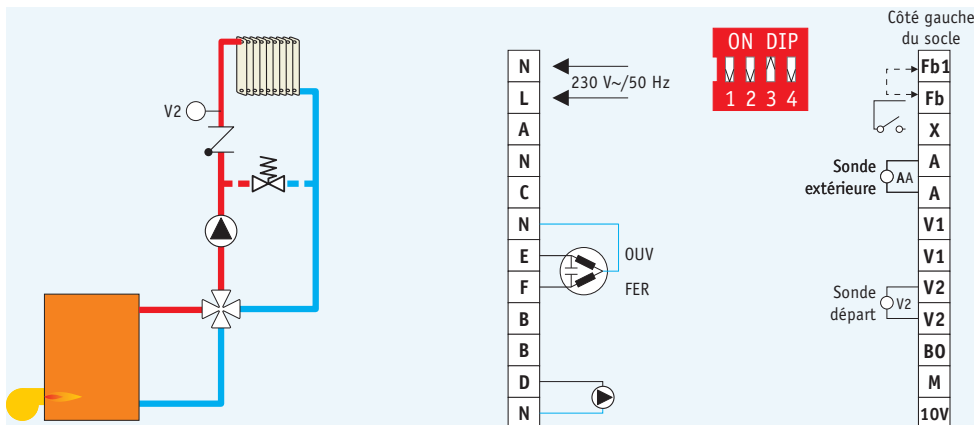 V2
N
L
A
N
C
N
E
F
B
B
D
N
230 V~/50 Hz
OUV
FER
ON DIP
1 2 3 4
Côté gauche
du socle
Fb1
Fb
X
A
A
V1
V1
V2
V2
B0
M
10V
Sonde
extérieure
AA
Sonde
départ
V2